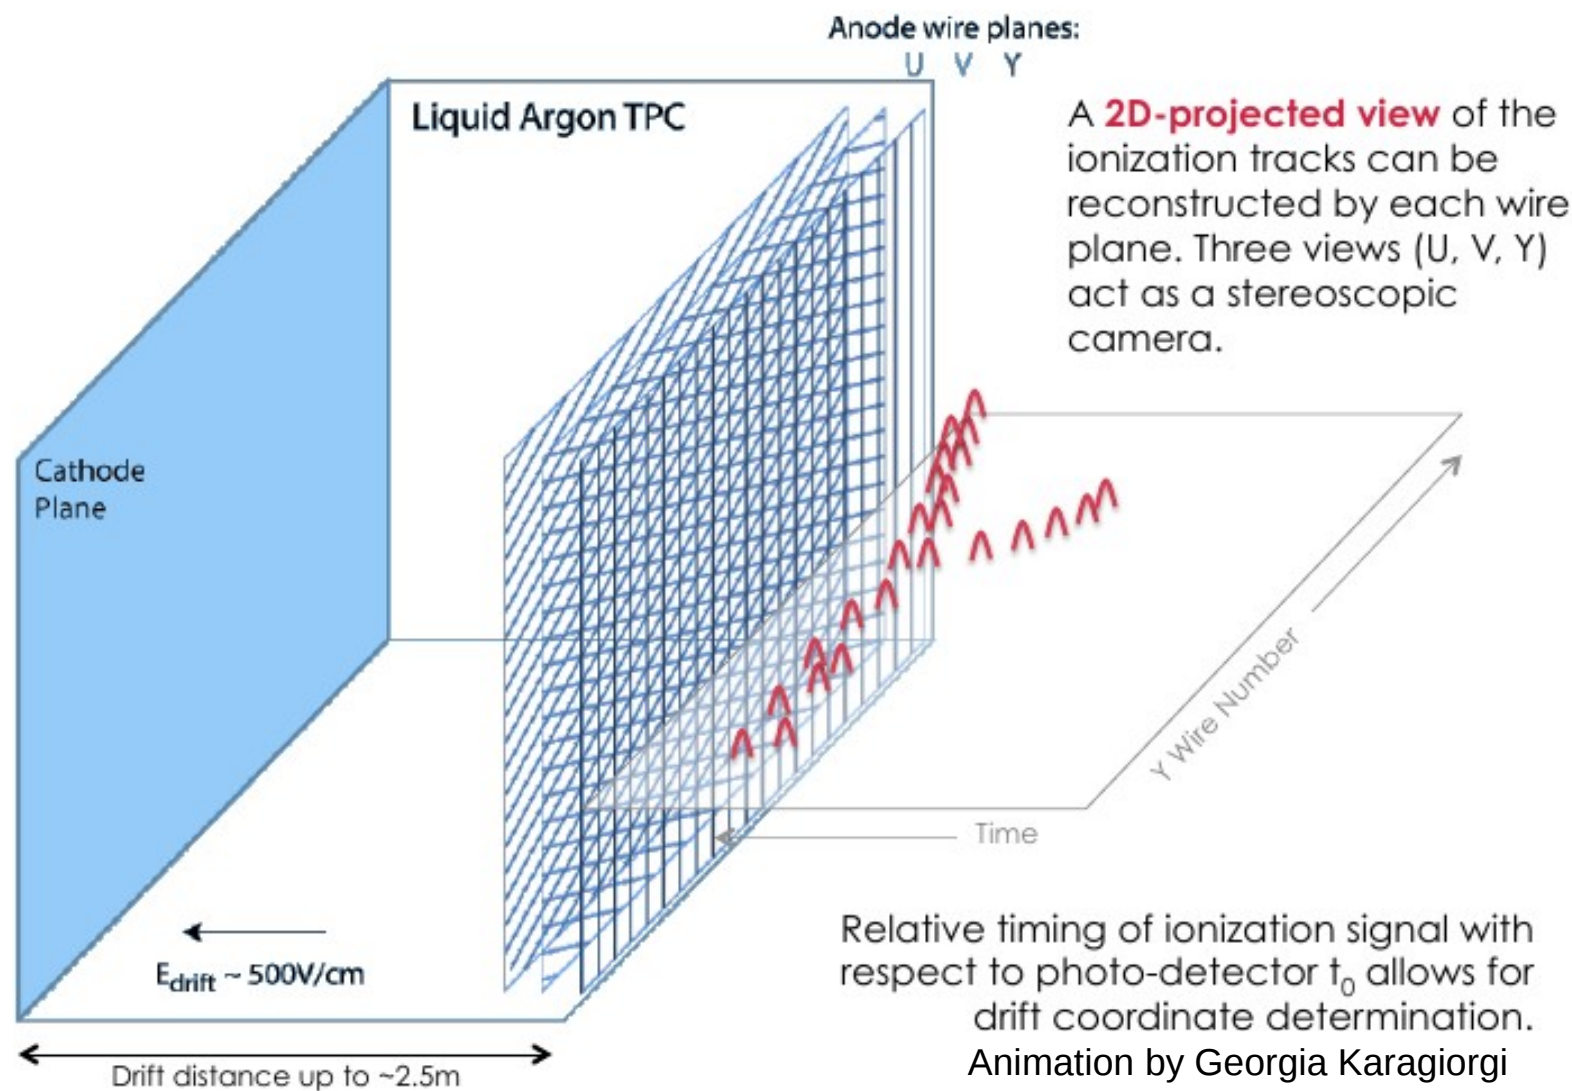 Anode wire planes:
U V Y
Liquid Argon TPC
A 2D-projected view of the
ionization tracks can be
reconstructed by each wire
plane. Three views (U, V, Y)
act as a stereoscopic
camera.
Cathode
Plane
Y Wire Number
Time
Edrift ~ 500V/cm
Drift distance up to ~2.5m
Relative timing of ionization signal with
respect to photo-detector t0 allows for
drift coordinate determination.
Animation by Georgia Karagiorgi